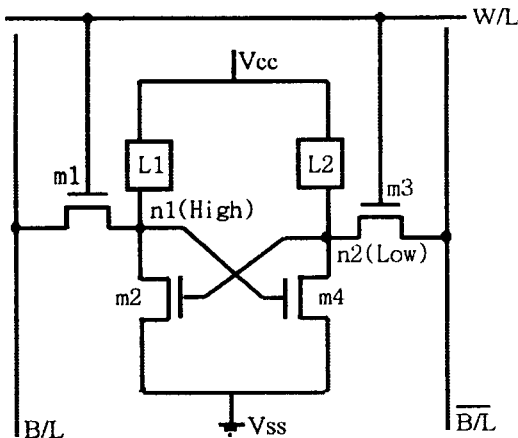 W/L
Vcc
L1
L2
m1
m3
n1(High)
n2(Low)
m2
m4
B/L
Vss
B/L